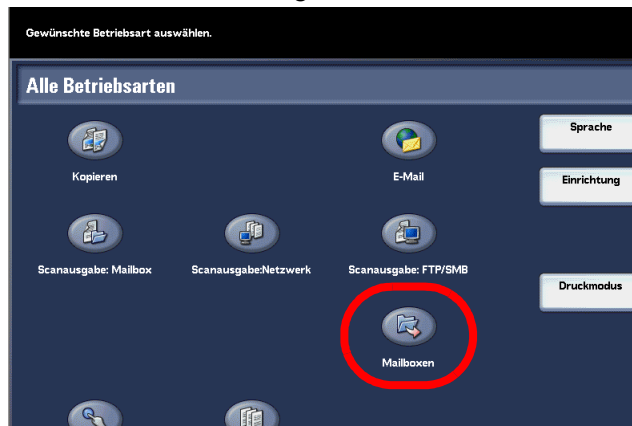 Gewünschte Betriebsart auswählen.
Alle Betriebsarten
Sprache
Kopieren
E-Mail
Einrichtung
Scanausgabe: Mailbox
Scanausgabe:Netzwerk
Scanausgabe: FTP/SMB
Druckmodus
Mailboxen